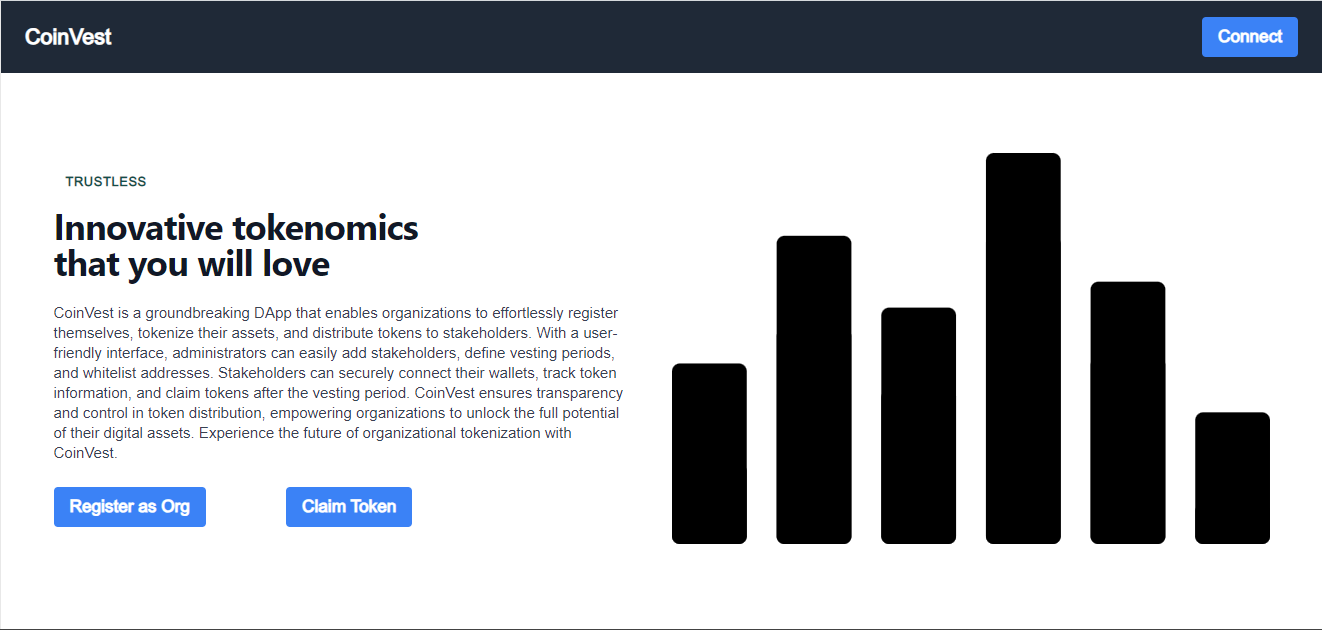 CoinVest
Connect
TRUSTLESS
Innovative tokenomics
that you will love
CoinVest is a groundbreaking DApp that enables organizations to effortlessly register
themselves, tokenize their assets, and distribute tokens to stakeholders. With a user-
friendly interface, administrators can easily add stakeholders, define vesting periods,
and whitelist addresses. Stakeholders can securely connect their wallets, track token
information, and claim tokens after the vesting period. CoinVest ensures transparency
and control in token distribution, empowering organizations to unlock the full potential
of their digital assets. Experience the future of organizational tokenization with
CoinVest.
Register as Org
Claim Token